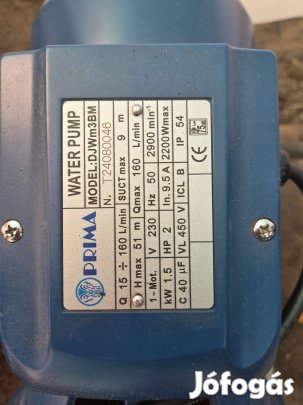 WATER PUMP
MODEL:DJWm3BM
N. T24080046
PRIMA
Q 15 ÷ 160 L/min SUCT max 9 m
H max 51 m Qmax 160 L/min
1~Mot. V 230 Hz 50 2900 min⁻¹
kW 1.5 HP 2 In.9.5 A 2200Wmax
C 40 µF VL 450 V ICL B IP 54
CE
Jófogás